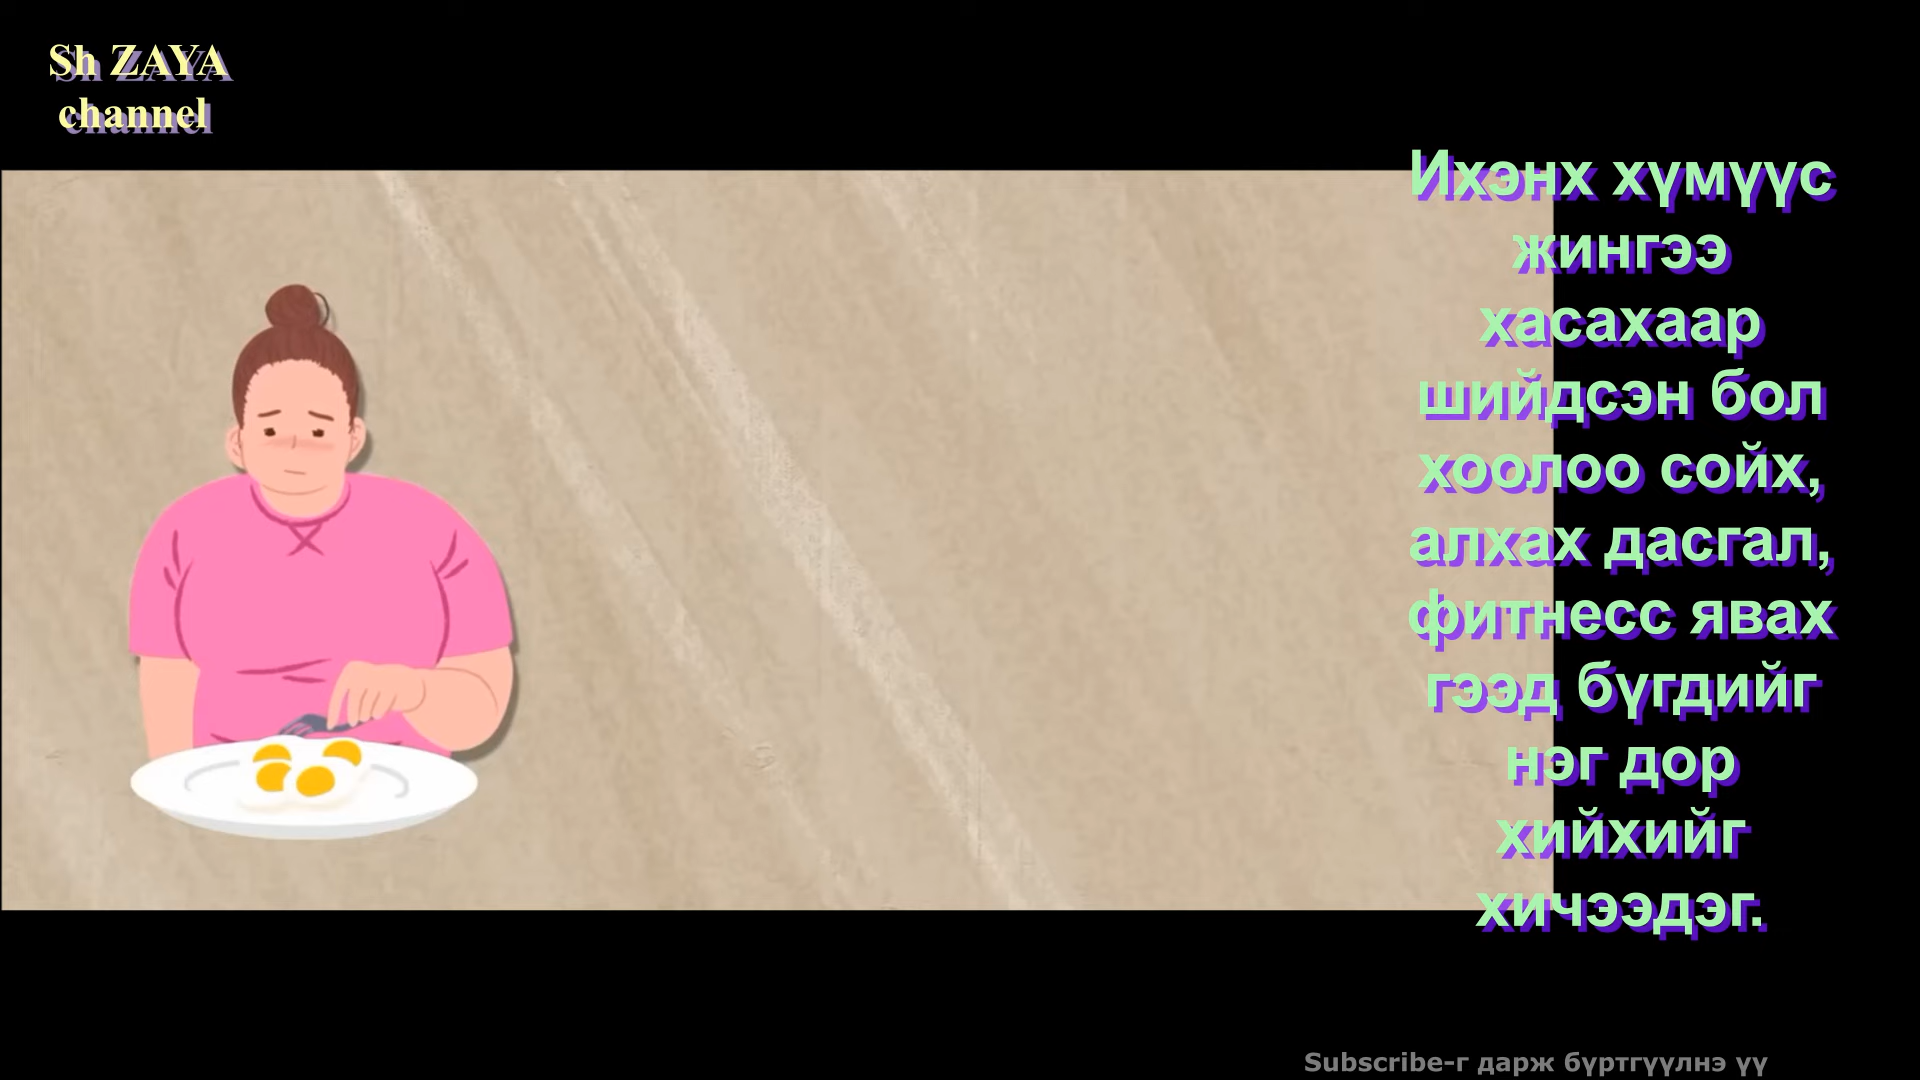 Sh ZAYA
channel
Ихэнх хүмүүс
жингээ
хасахаар
шийдсэн бол
хоолоо сойх,
алхах дасгал,
фитнесс явах
гээд бүгдийг
нэг дор
хийхийг
хичээдэг.
Subscribe-г дарж бүртгүүлнэ үү